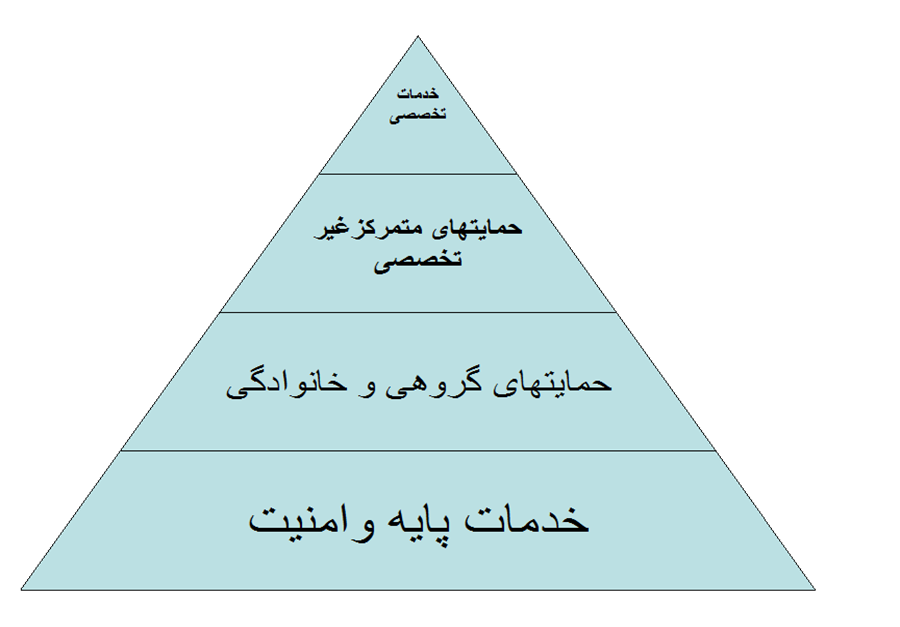 خدمات
تخصصی
حمایتهای متمرکزغیر
تخصصی
حمایتهای گروهی و خانوادگی
خدمات پایه وامنیت